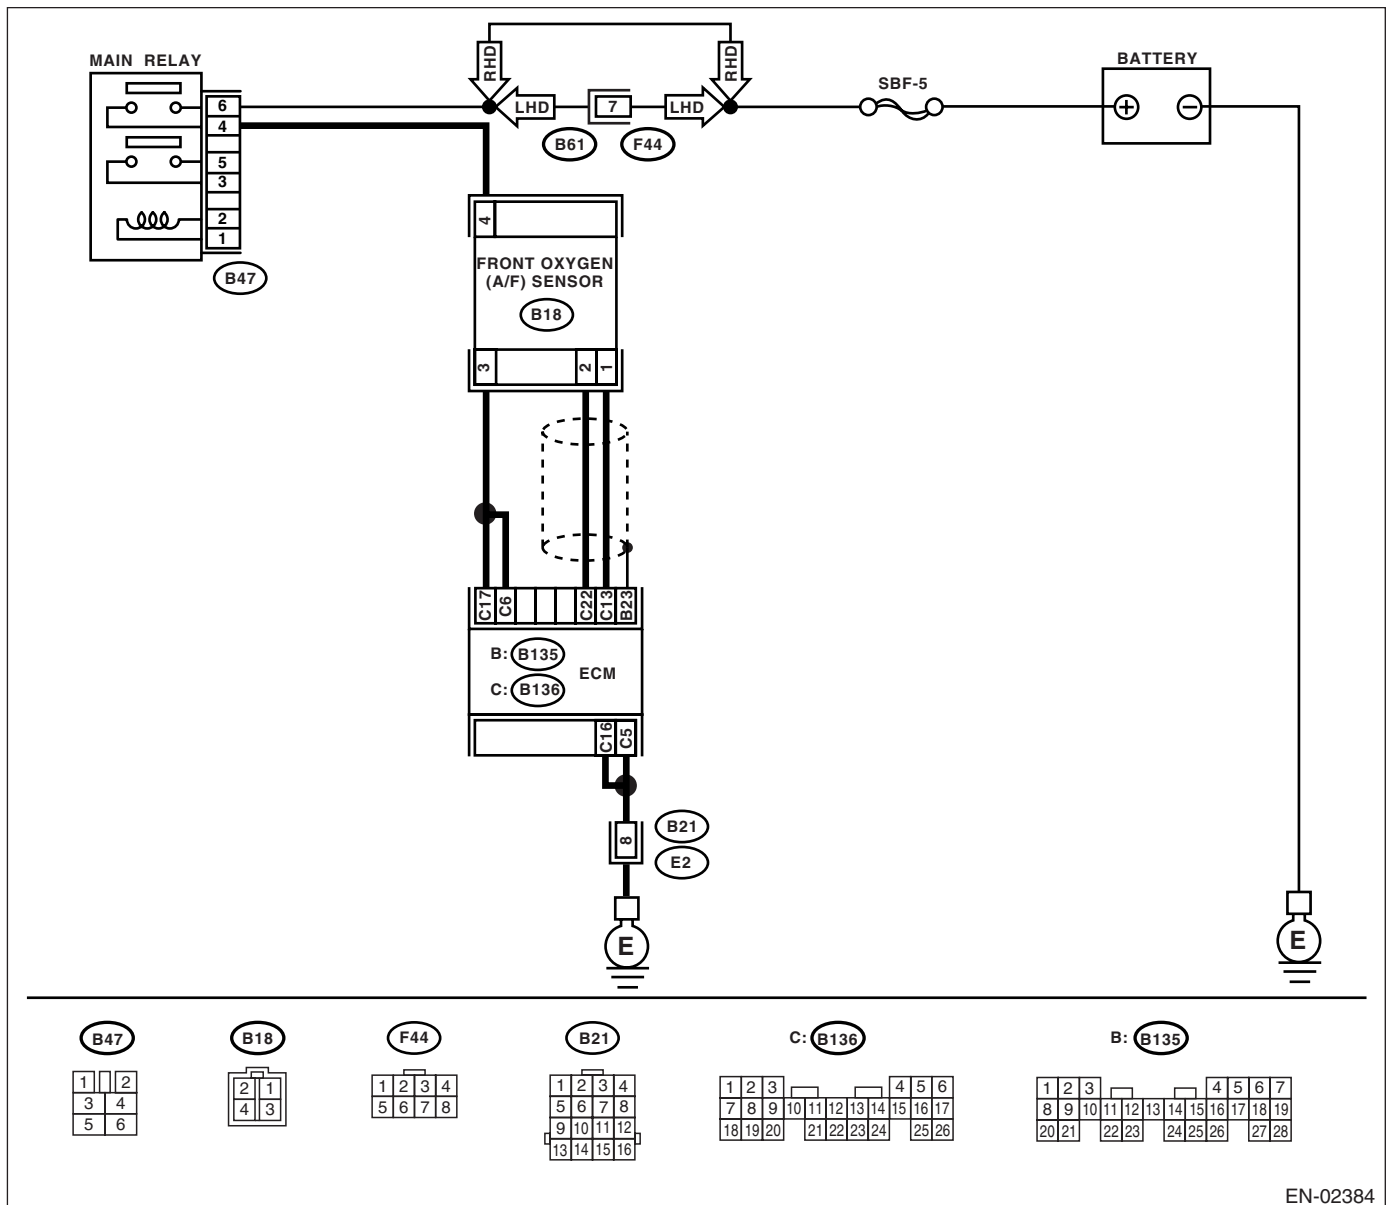 MAIN RELAY
6
4
5
3
2
1
B47
RHD
RHD
LHD
7
LHD
B61
F44
SBF-5
BATTERY
+
−
4
FRONT OXYGEN
(A/F) SENSOR
B18
3
2
1
C17
C6
C22
C13
B23
B: B135
ECM
C: B136
C16
C5
8
B21
E2
E
E
B47
1 2
3 4
5 6
B18
2 1
4 3
F44
1 2 3 4
5 6 7 8
B21
1 2 3 4
5 6 7 8
9 10 11 12
13 14 15 16
C: B136
1 2 3 4 5 6
7 8 9 10 11 12 13 14 15 16 17
18 19 20 21 22 23 24 25 26
B: B135
1 2 3 4 5 6 7
8 9 10 11 12 13 14 15 16 17 18 19
20 21 22 23 24 25 26 27 28
EN-02384